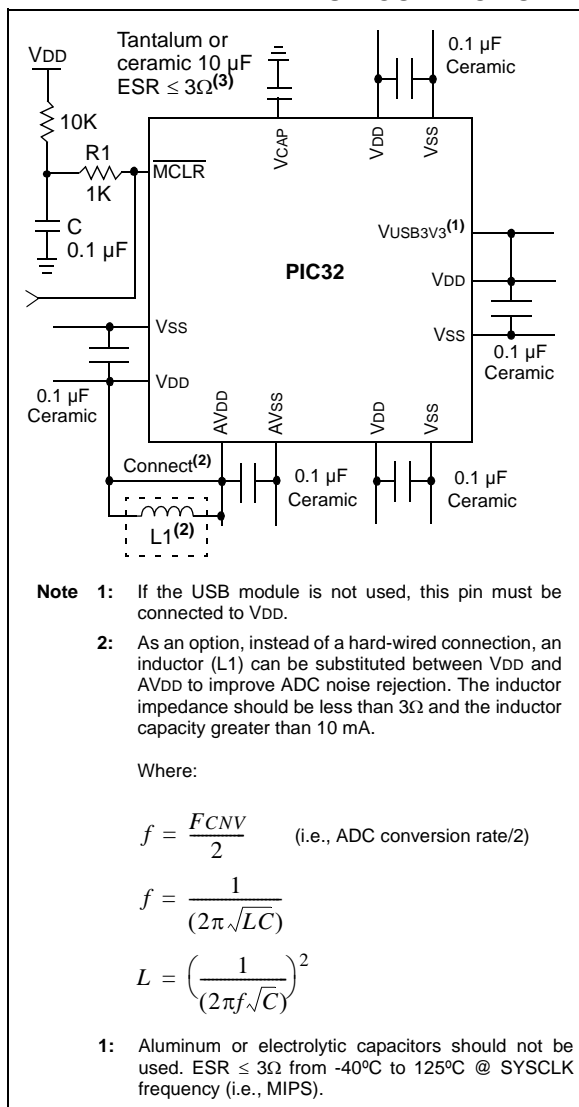 VDD
Tantalum or
ceramic 10 µF
ESR ≤ 3Ω(3)
0.1 µF
Ceramic
10K
R1
1K
C
0.1 µF
MCLR
VCAP
VDD
VSS
VUSB3V3(1)
PIC32
VDD
VSS
0.1 µF
Ceramic
VSS
VDD
0.1 µF
Ceramic
AVDD
AVSS
VDD
VSS
Connect(2)
L1(2)
0.1 µF
Ceramic
0.1 µF
Ceramic
Note 1: If the USB module is not used, this pin must be
connected to VDD.
2: As an option, instead of a hard-wired connection, an
inductor (L1) can be substituted between VDD and
AVDD to improve ADC noise rejection. The inductor
impedance should be less than 3Ω and the inductor
capacity greater than 10 mA.
Where:
f = FCNV / 2 (i.e., ADC conversion rate/2)
f = 1 / (2π√LC)
L = (1 / (2πf√C))²
1: Aluminum or electrolytic capacitors should not be
used. ESR ≤ 3Ω from -40ºC to 125ºC @ SYSCLK
frequency (i.e., MIPS).